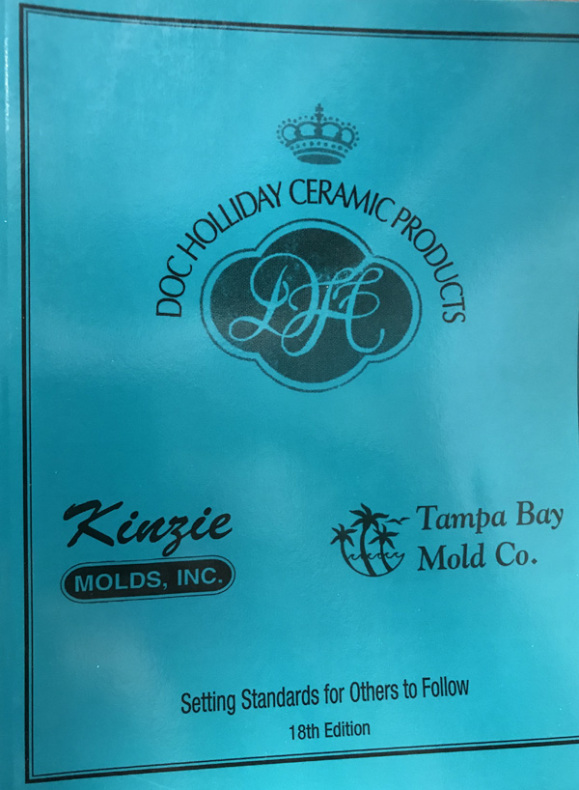 DOC HOLLIDAY CERAMIC PRODUCTS
DH
Kinzie
MOLDS, INC.
Tampa Bay
Mold Co.
Setting Standards for Others to Follow
18th Edition